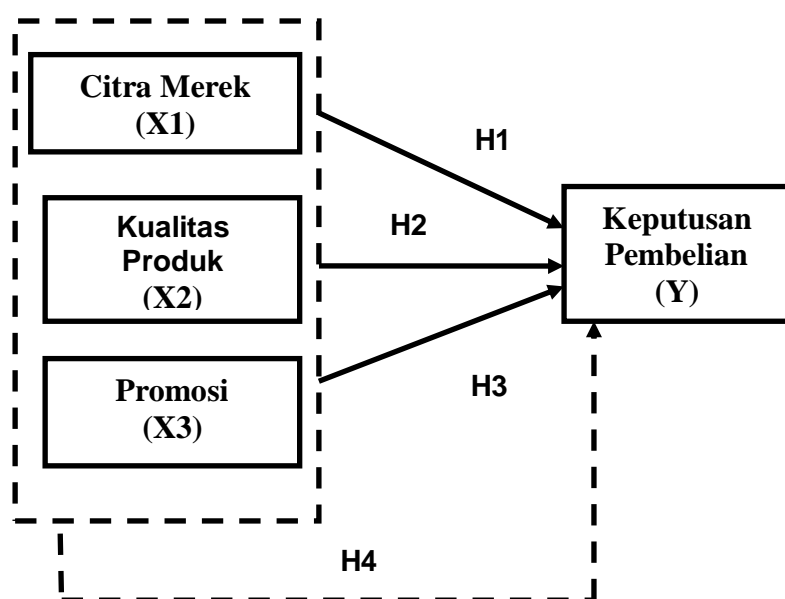 Citra Merek
(X1)
H1
Kualitas
Produk
(X2)
H2
Keputusan
Pembelian
(Y)
Promosi
(X3)
H3
H4